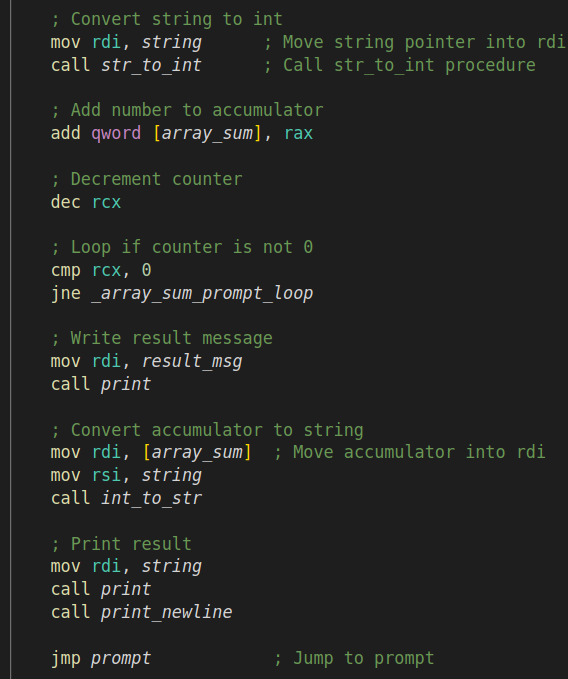 ; Convert string to int
mov rdi, string      ; Move string pointer into rdi
call str_to_int      ; Call str_to_int procedure
; Add number to accumulator
add qword [array_sum], rax
; Decrement counter
dec rcx
; Loop if counter is not 0
cmp rcx, 0
jne _array_sum_prompt_loop
; Write result message
mov rdi, result_msg
call print
; Convert accumulator to string
mov rdi, [array_sum]  ; Move accumulator into rdi
mov rsi, string
call int_to_str
; Print result
mov rdi, string
call print
call print_newline
jmp prompt            ; Jump to prompt